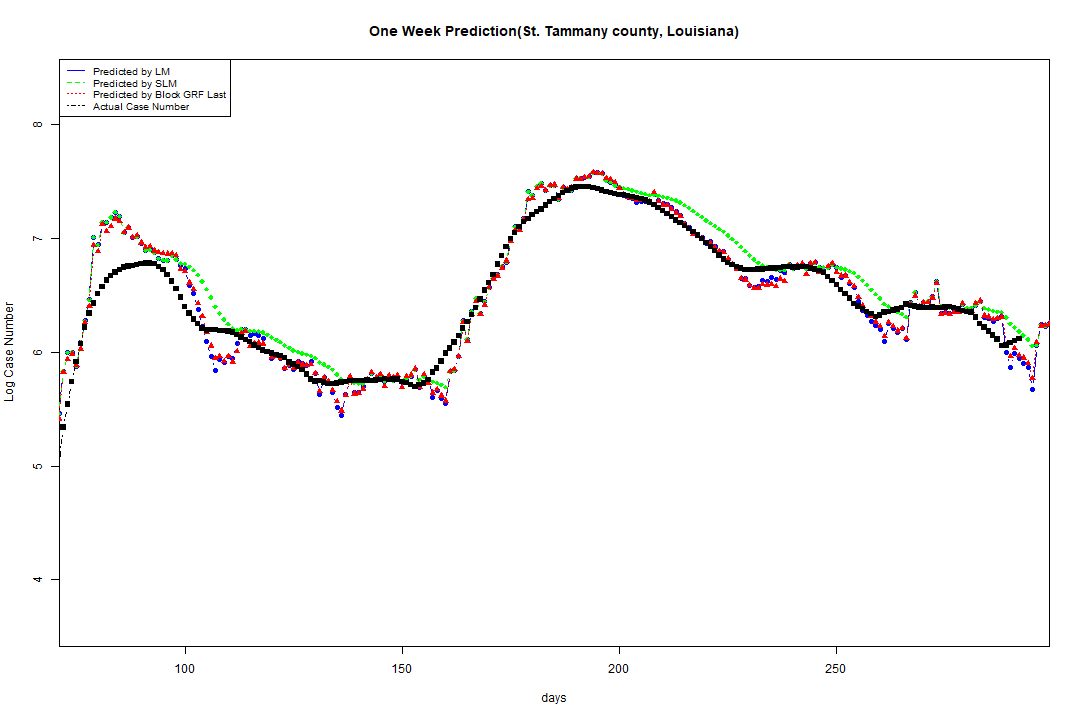 One Week Prediction(St. Tammany county, Louisiana)
Predicted by LM
Predicted by SLM
Predicted by Block GRF Last
Actual Case Number
Log Case Number
8
7
6
5
4
100 150 200 250
days